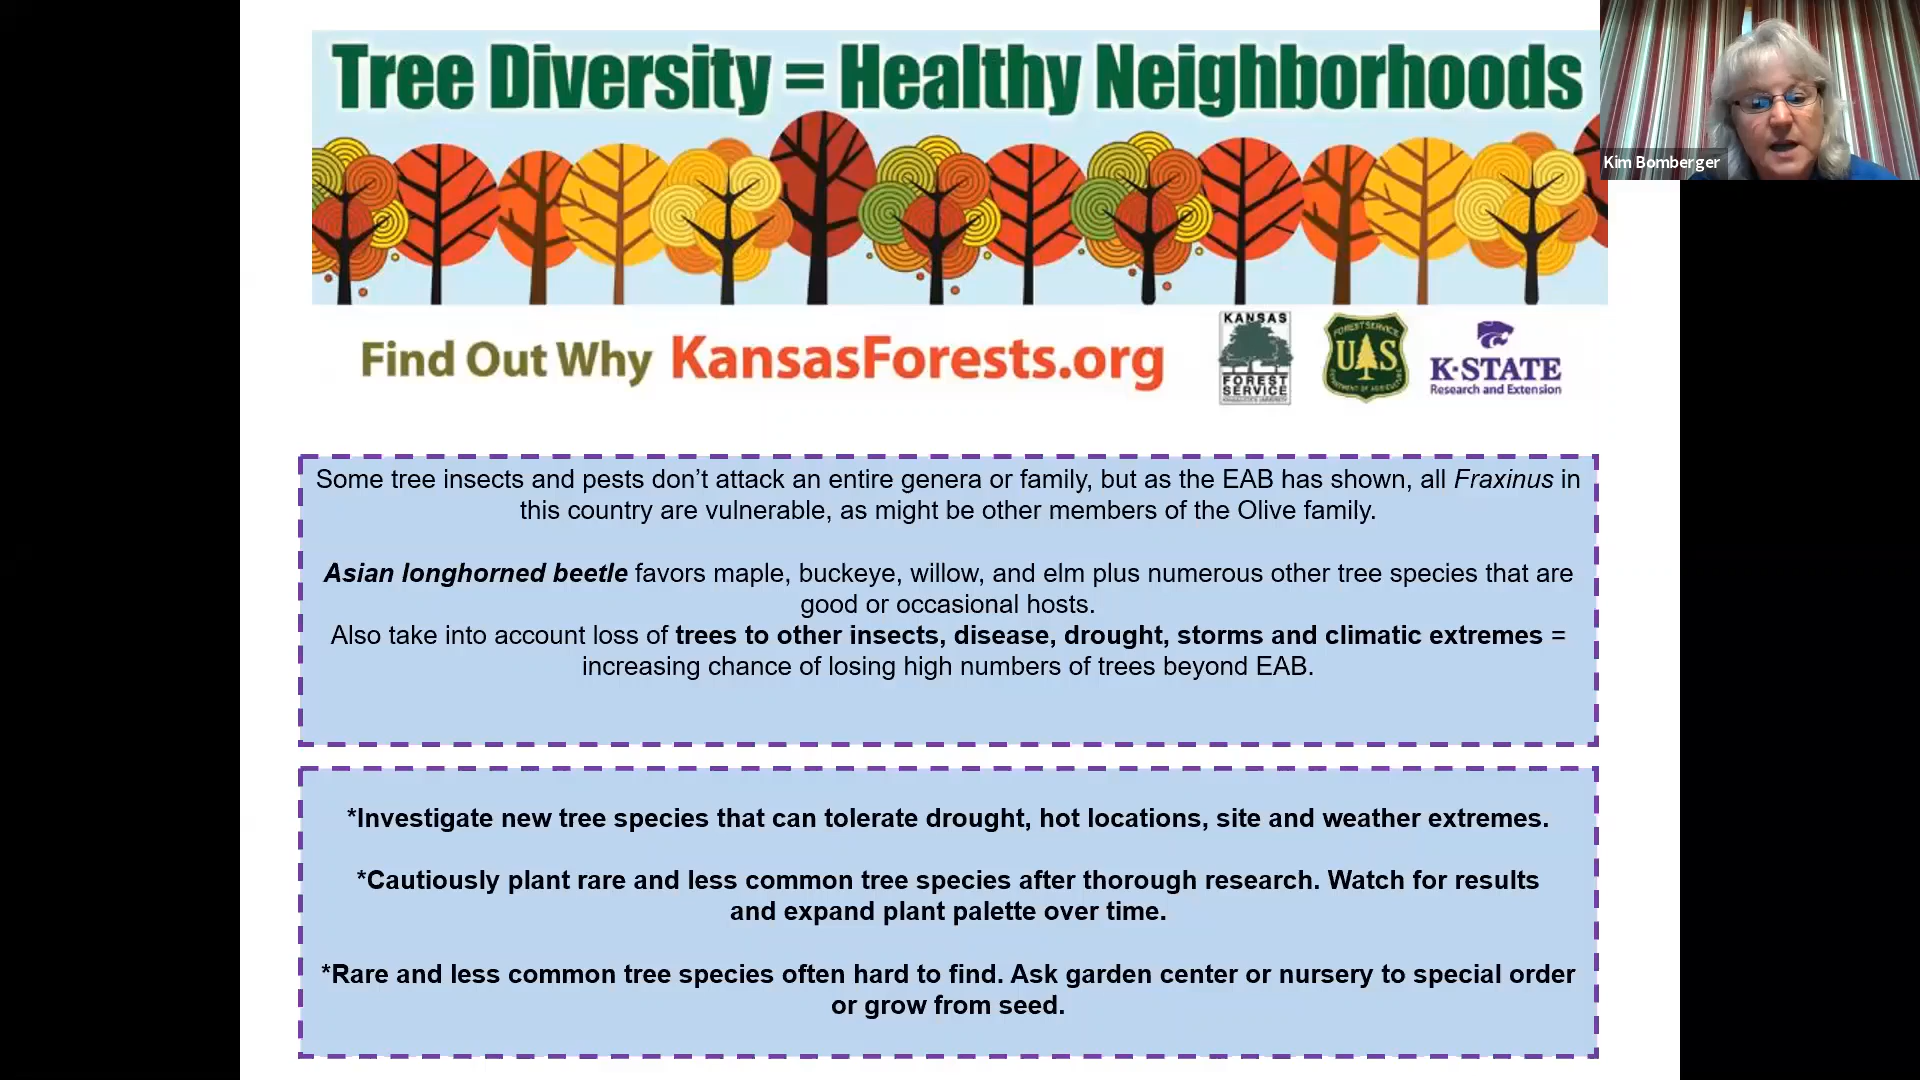 Tree Diversity = Healthy Neighborhoods
Kim Bomberger
Find Out Why KansasForests.org
KANSAS
FOREST
SERVICE
FOREST SERVICE
UAS
DEPARTMENT OF AGRICULTURE
K-STATE
Research and Extension
Some tree insects and pests don’t attack an entire genera or family, but as the EAB has shown, all Fraxinus in
this country are vulnerable, as might be other members of the Olive family.
Asian longhorned beetle favors maple, buckeye, willow, and elm plus numerous other tree species that are
good or occasional hosts.
Also take into account loss of trees to other insects, disease, drought, storms and climatic extremes =
increasing chance of losing high numbers of trees beyond EAB.
*Investigate new tree species that can tolerate drought, hot locations, site and weather extremes.
*Cautiously plant rare and less common tree species after thorough research. Watch for results
and expand plant palette over time.
*Rare and less common tree species often hard to find. Ask garden center or nursery to special order
or grow from seed.